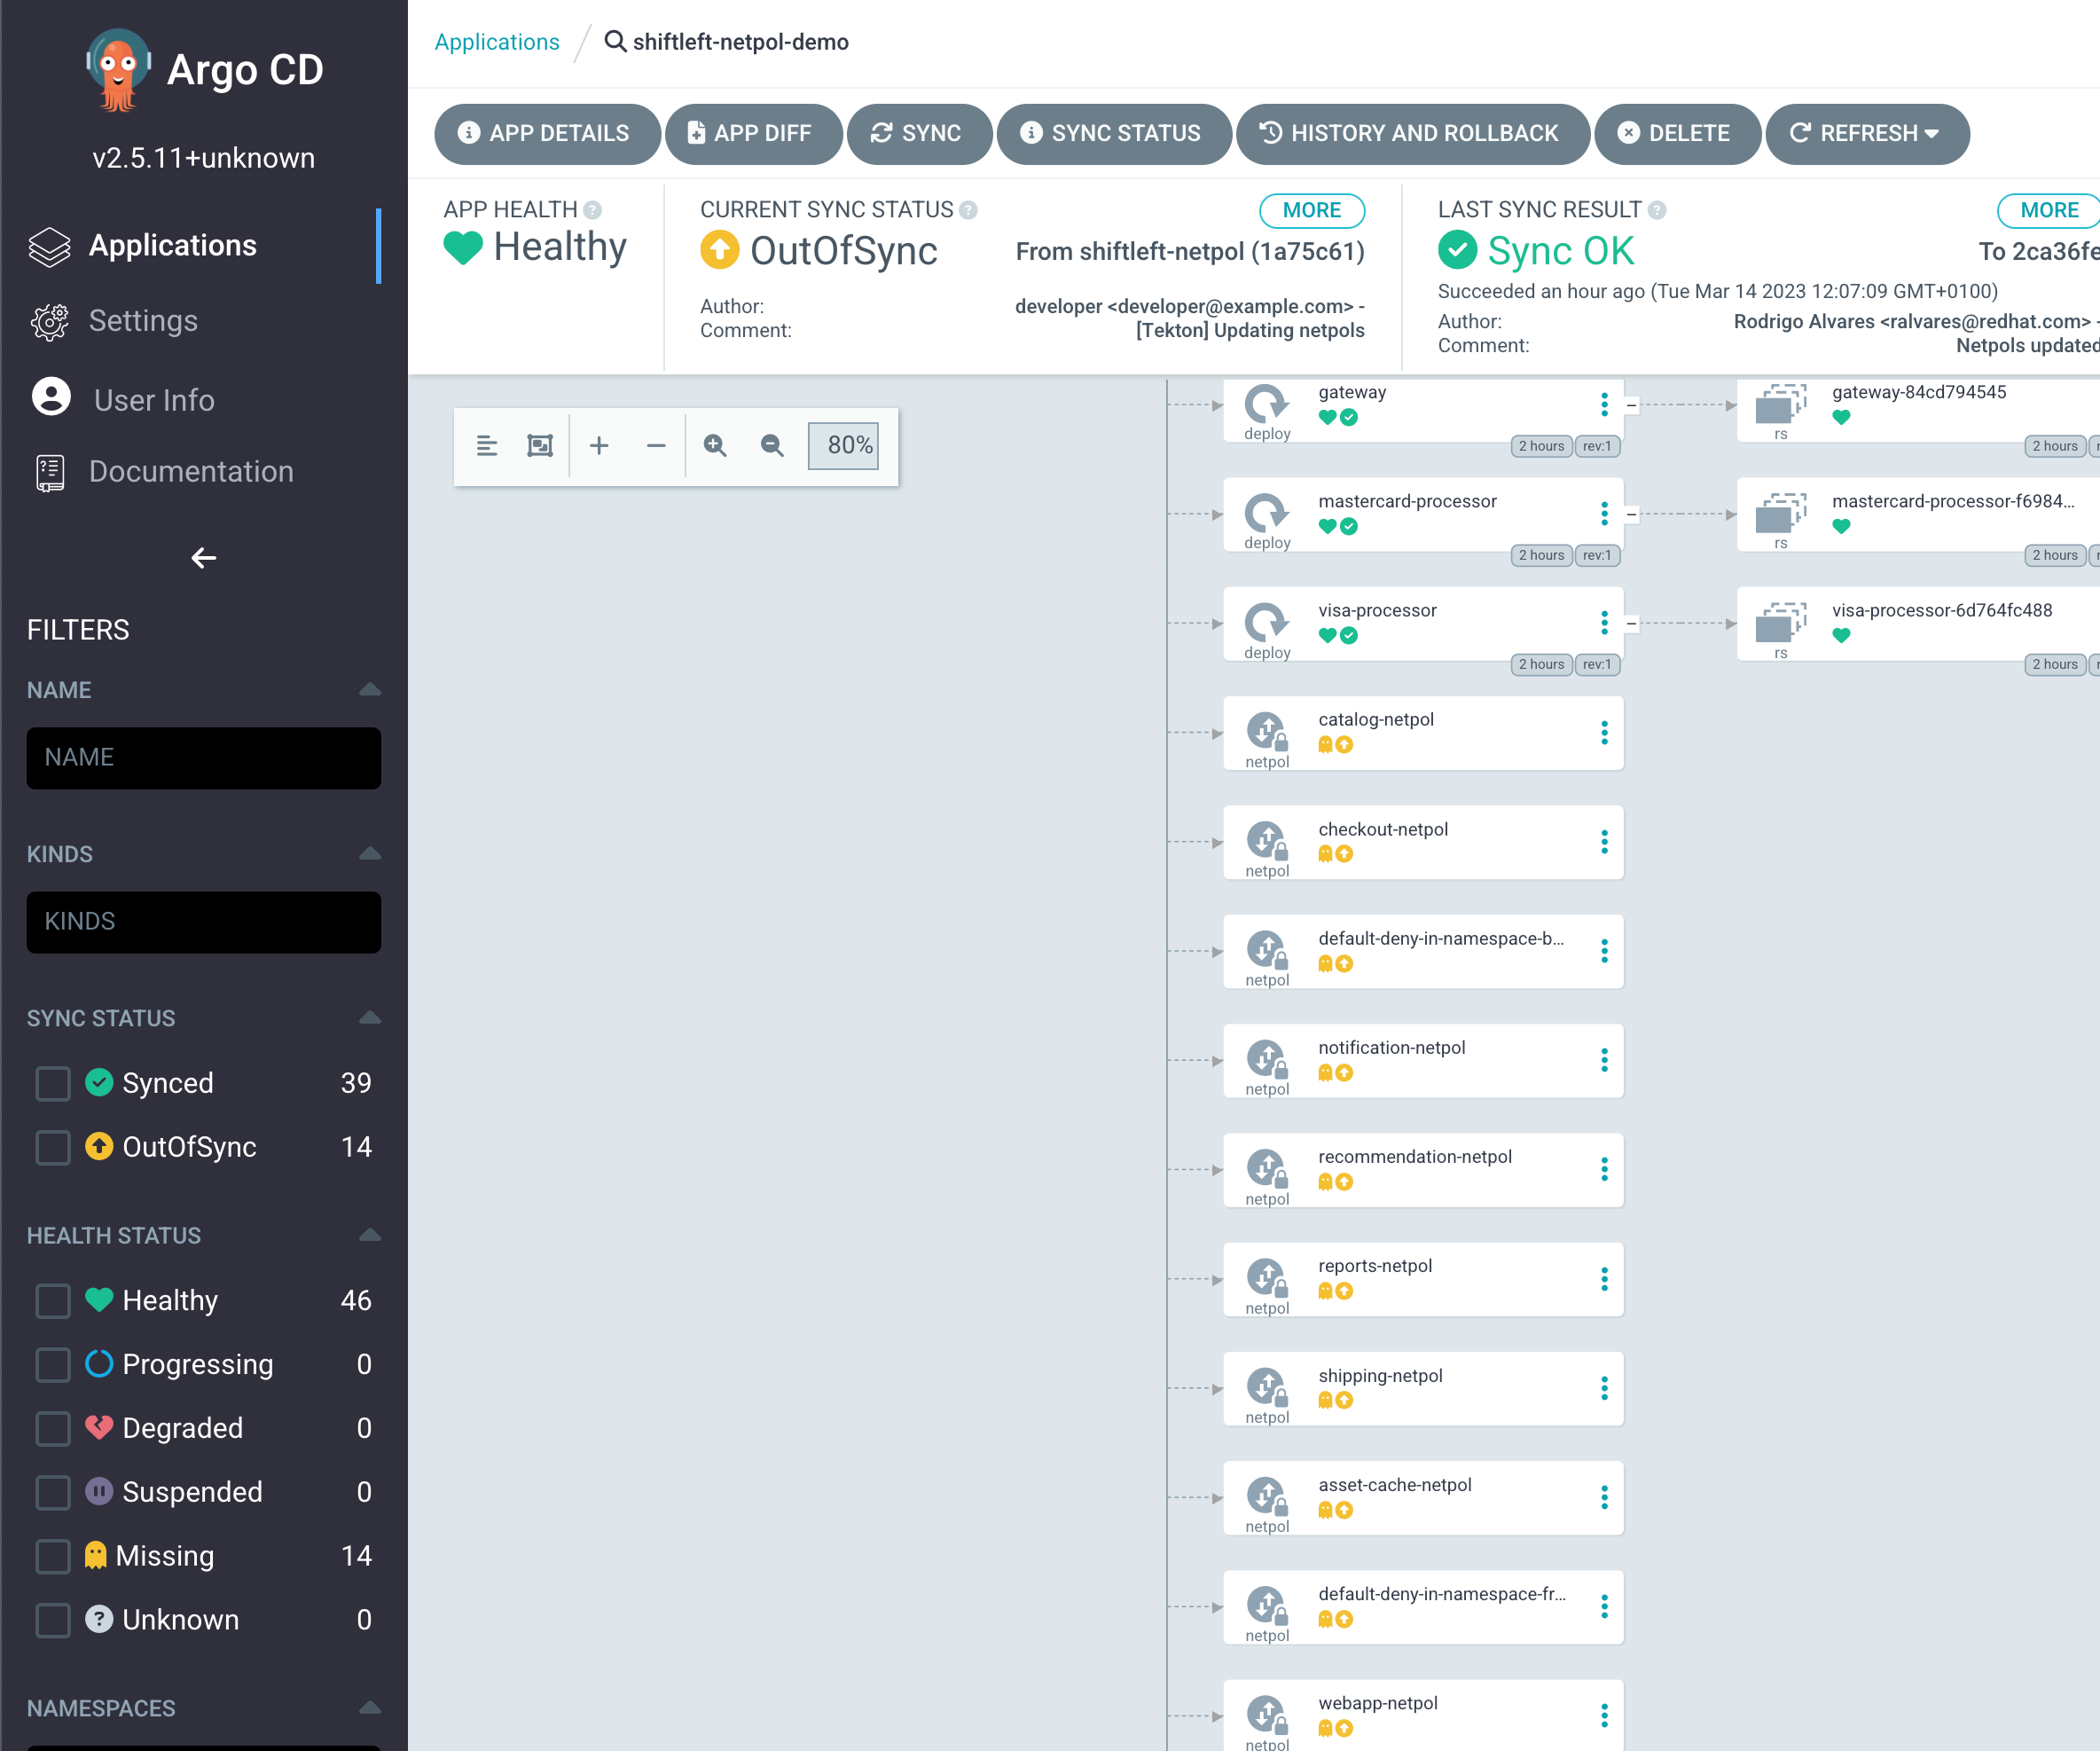 Argo CD
v2.5.11+unknown
Applications
Settings
User Info
Documentation
FILTERS
NAME
NAME
KINDS
KINDS
SYNC STATUS
Synced 39
OutOfSync 14
HEALTH STATUS
Healthy 46
Progressing 0
Degraded 0
Suspended 0
Missing 14
Unknown 0
NAMESPACES
Applications / shiftleft-netpol-demo
APP DETAILS APP DIFF SYNC SYNC STATUS HISTORY AND ROLLBACK DELETE REFRESH
APP HEALTH
Healthy
CURRENT SYNC STATUS MORE
OutOfSync From shiftleft-netpol (1a75c61)
Author: developer <developer@example.com> -
Comment: [Tekton] Updating netpols
LAST SYNC RESULT MORE
Sync OK To 2ca36fe
Succeeded an hour ago (Tue Mar 14 2023 12:07:09 GMT+0100)
Author: Rodrigo Alvares <ralvares@redhat.com> -
Comment: Netpols updated
80%
gateway
deploy
2 hours rev:1
gateway-84cd794545
rs
2 hours
mastercard-processor
deploy
2 hours rev:1
mastercard-processor-f6984...
rs
2 hours
visa-processor
deploy
2 hours rev:1
visa-processor-6d764fc488
rs
2 hours
catalog-netpol
netpol
checkout-netpol
netpol
default-deny-in-namespace-b...
netpol
notification-netpol
netpol
recommendation-netpol
netpol
reports-netpol
netpol
shipping-netpol
netpol
asset-cache-netpol
netpol
default-deny-in-namespace-fr...
netpol
webapp-netpol
netpol